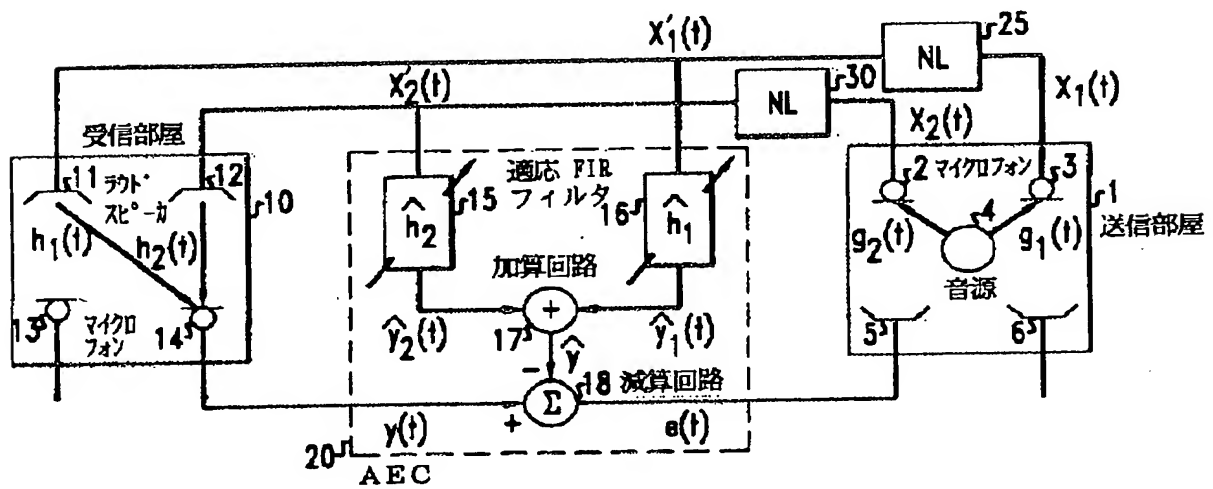 X'₁(t)
25
NL
X'₂(t)
30
NL
X₁(t)
X₂(t)
受信部屋
11 ラウド
スピーカ
12
10
h₁(t)
h₂(t)
13
マイクロ
フォン
14
適応 FIR
フィルタ
ĥ₂
15
16
ĥ₁
加算回路
+
17
ŷ₂(t)
ŷ₁(t)
ŷ
−
Σ
18 減算回路
+
y(t)
e(t)
20
AEC
2 マイクロフォン 3
4
1
送信部屋
g₂(t)
g₁(t)
音源
5
6